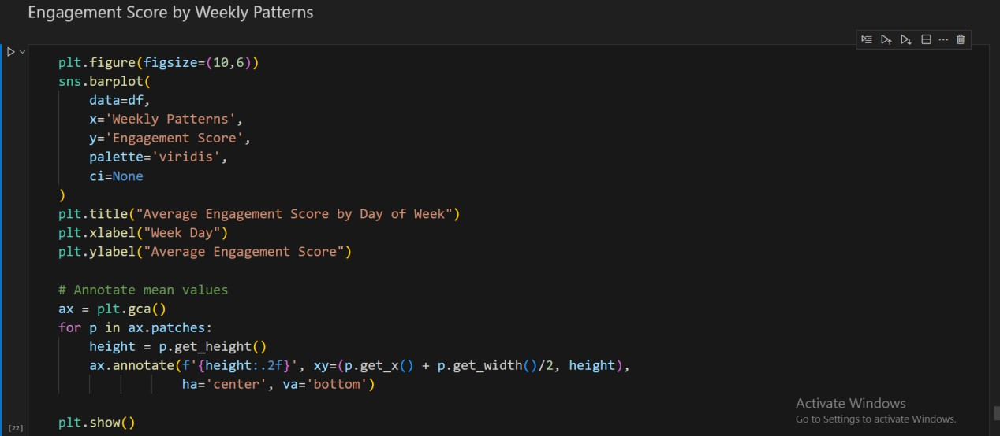 Engagement Score by Weekly Patterns
plt.figure(figsize=(10,6))
sns.barplot(
    data=df,
    x='Weekly Patterns',
    y='Engagement Score',
    palette='viridis',
    ci=None
)
plt.title("Average Engagement Score by Day of Week")
plt.xlabel("Week Day")
plt.ylabel("Average Engagement Score")
# Annotate mean values
ax = plt.gca()
for p in ax.patches:
    height = p.get_height()
    ax.annotate(f'{height:.2f}', xy=(p.get_x() + p.get_width()/2, height),
                ha='center', va='bottom')
plt.show()
[22]
Activate Windows
Go to Settings to activate Windows.